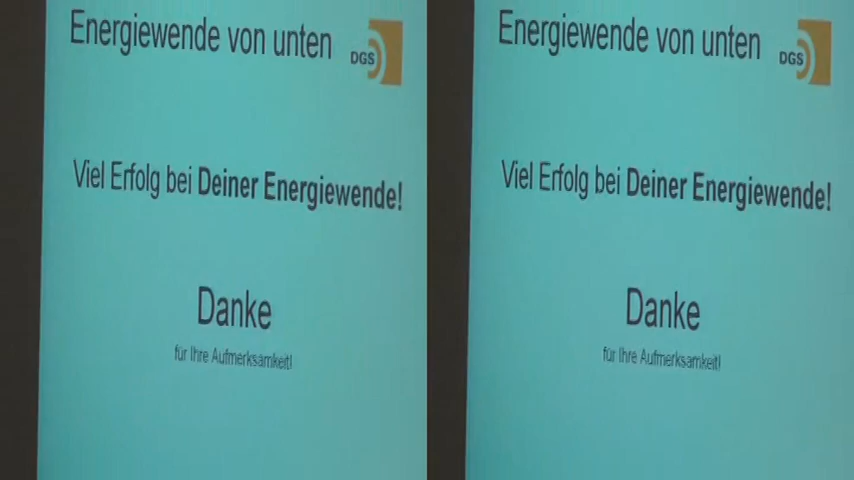 Energiewende von unten
DGS
Viel Erfolg bei Deiner Energiewende!
Danke
für Ihre Aufmerksamkeit!
Energiewende von unten
DGS
Viel Erfolg bei Deiner Energiewende!
Danke
für Ihre Aufmerksamkeit!